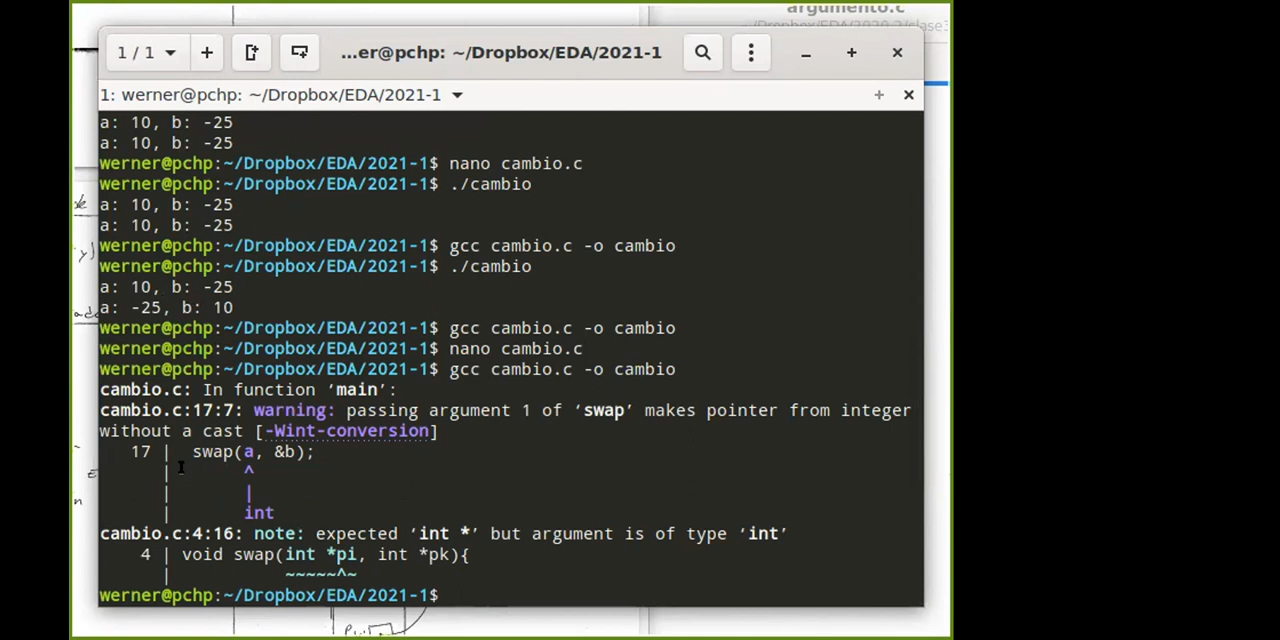 argumento.c
1 / 1
...er@pchp: ~/Dropbox/EDA/2021-1
1: werner@pchp: ~/Dropbox/EDA/2021-1
a: 10, b: -25
a: 10, b: -25
werner@pchp:~/Dropbox/EDA/2021-1$ nano cambio.c
werner@pchp:~/Dropbox/EDA/2021-1$ ./cambio
a: 10, b: -25
a: 10, b: -25
werner@pchp:~/Dropbox/EDA/2021-1$ gcc cambio.c -o cambio
werner@pchp:~/Dropbox/EDA/2021-1$ ./cambio
a: 10, b: -25
a: -25, b: 10
werner@pchp:~/Dropbox/EDA/2021-1$ gcc cambio.c -o cambio
werner@pchp:~/Dropbox/EDA/2021-1$ nano cambio.c
werner@pchp:~/Dropbox/EDA/2021-1$ gcc cambio.c -o cambio
cambio.c: In function ‘main’:
cambio.c:17:7: warning: passing argument 1 of ‘swap’ makes pointer from integer
without a cast [-Wint-conversion]
17 | swap(a, &b);
| ^
| |
| int
cambio.c:4:16: note: expected ‘int *’ but argument is of type ‘int’
4 | void swap(int *pi, int *pk){
| ~~~~~^~
werner@pchp:~/Dropbox/EDA/2021-1$